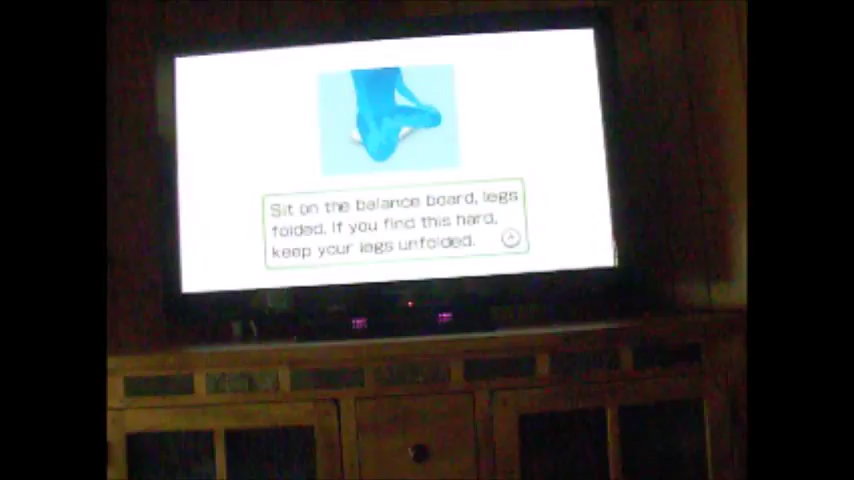 Sit on the balance board, legs
folded. If you find this hard,
keep your legs unfolded.